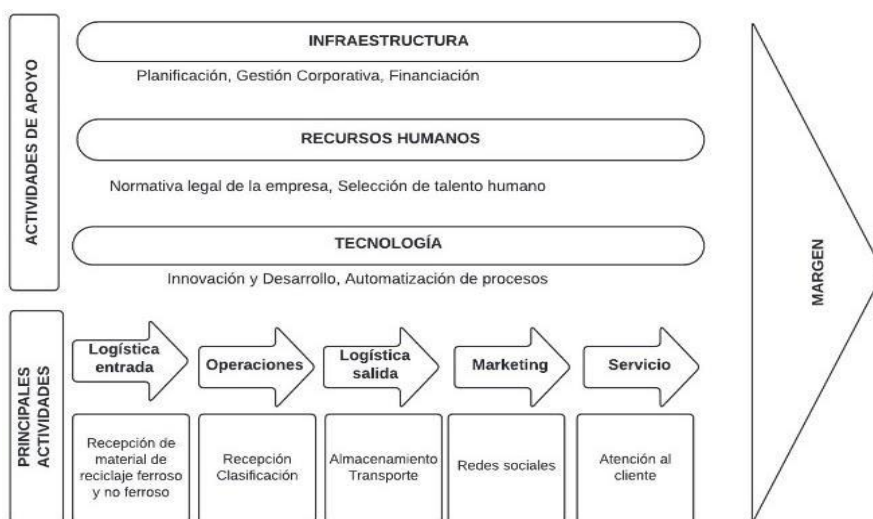 ACTIVIDADES DE APOYO
INFRAESTRUCTURA
Planificación, Gestión Corporativa, Financiación
RECURSOS HUMANOS
Normativa legal de la empresa, Selección de talento humano
TECNOLOGÍA
Innovación y Desarrollo, Automatización de procesos
MARGEN
PRINCIPALES
ACTIVIDADES
Logística
entrada
Operaciones
Logística
salida
Marketing
Servicio
Recepción de
material de
reciclaje ferroso
y no ferroso
Recepción
Clasificación
Almacenamiento
Transporte
Redes sociales
Atención al
cliente